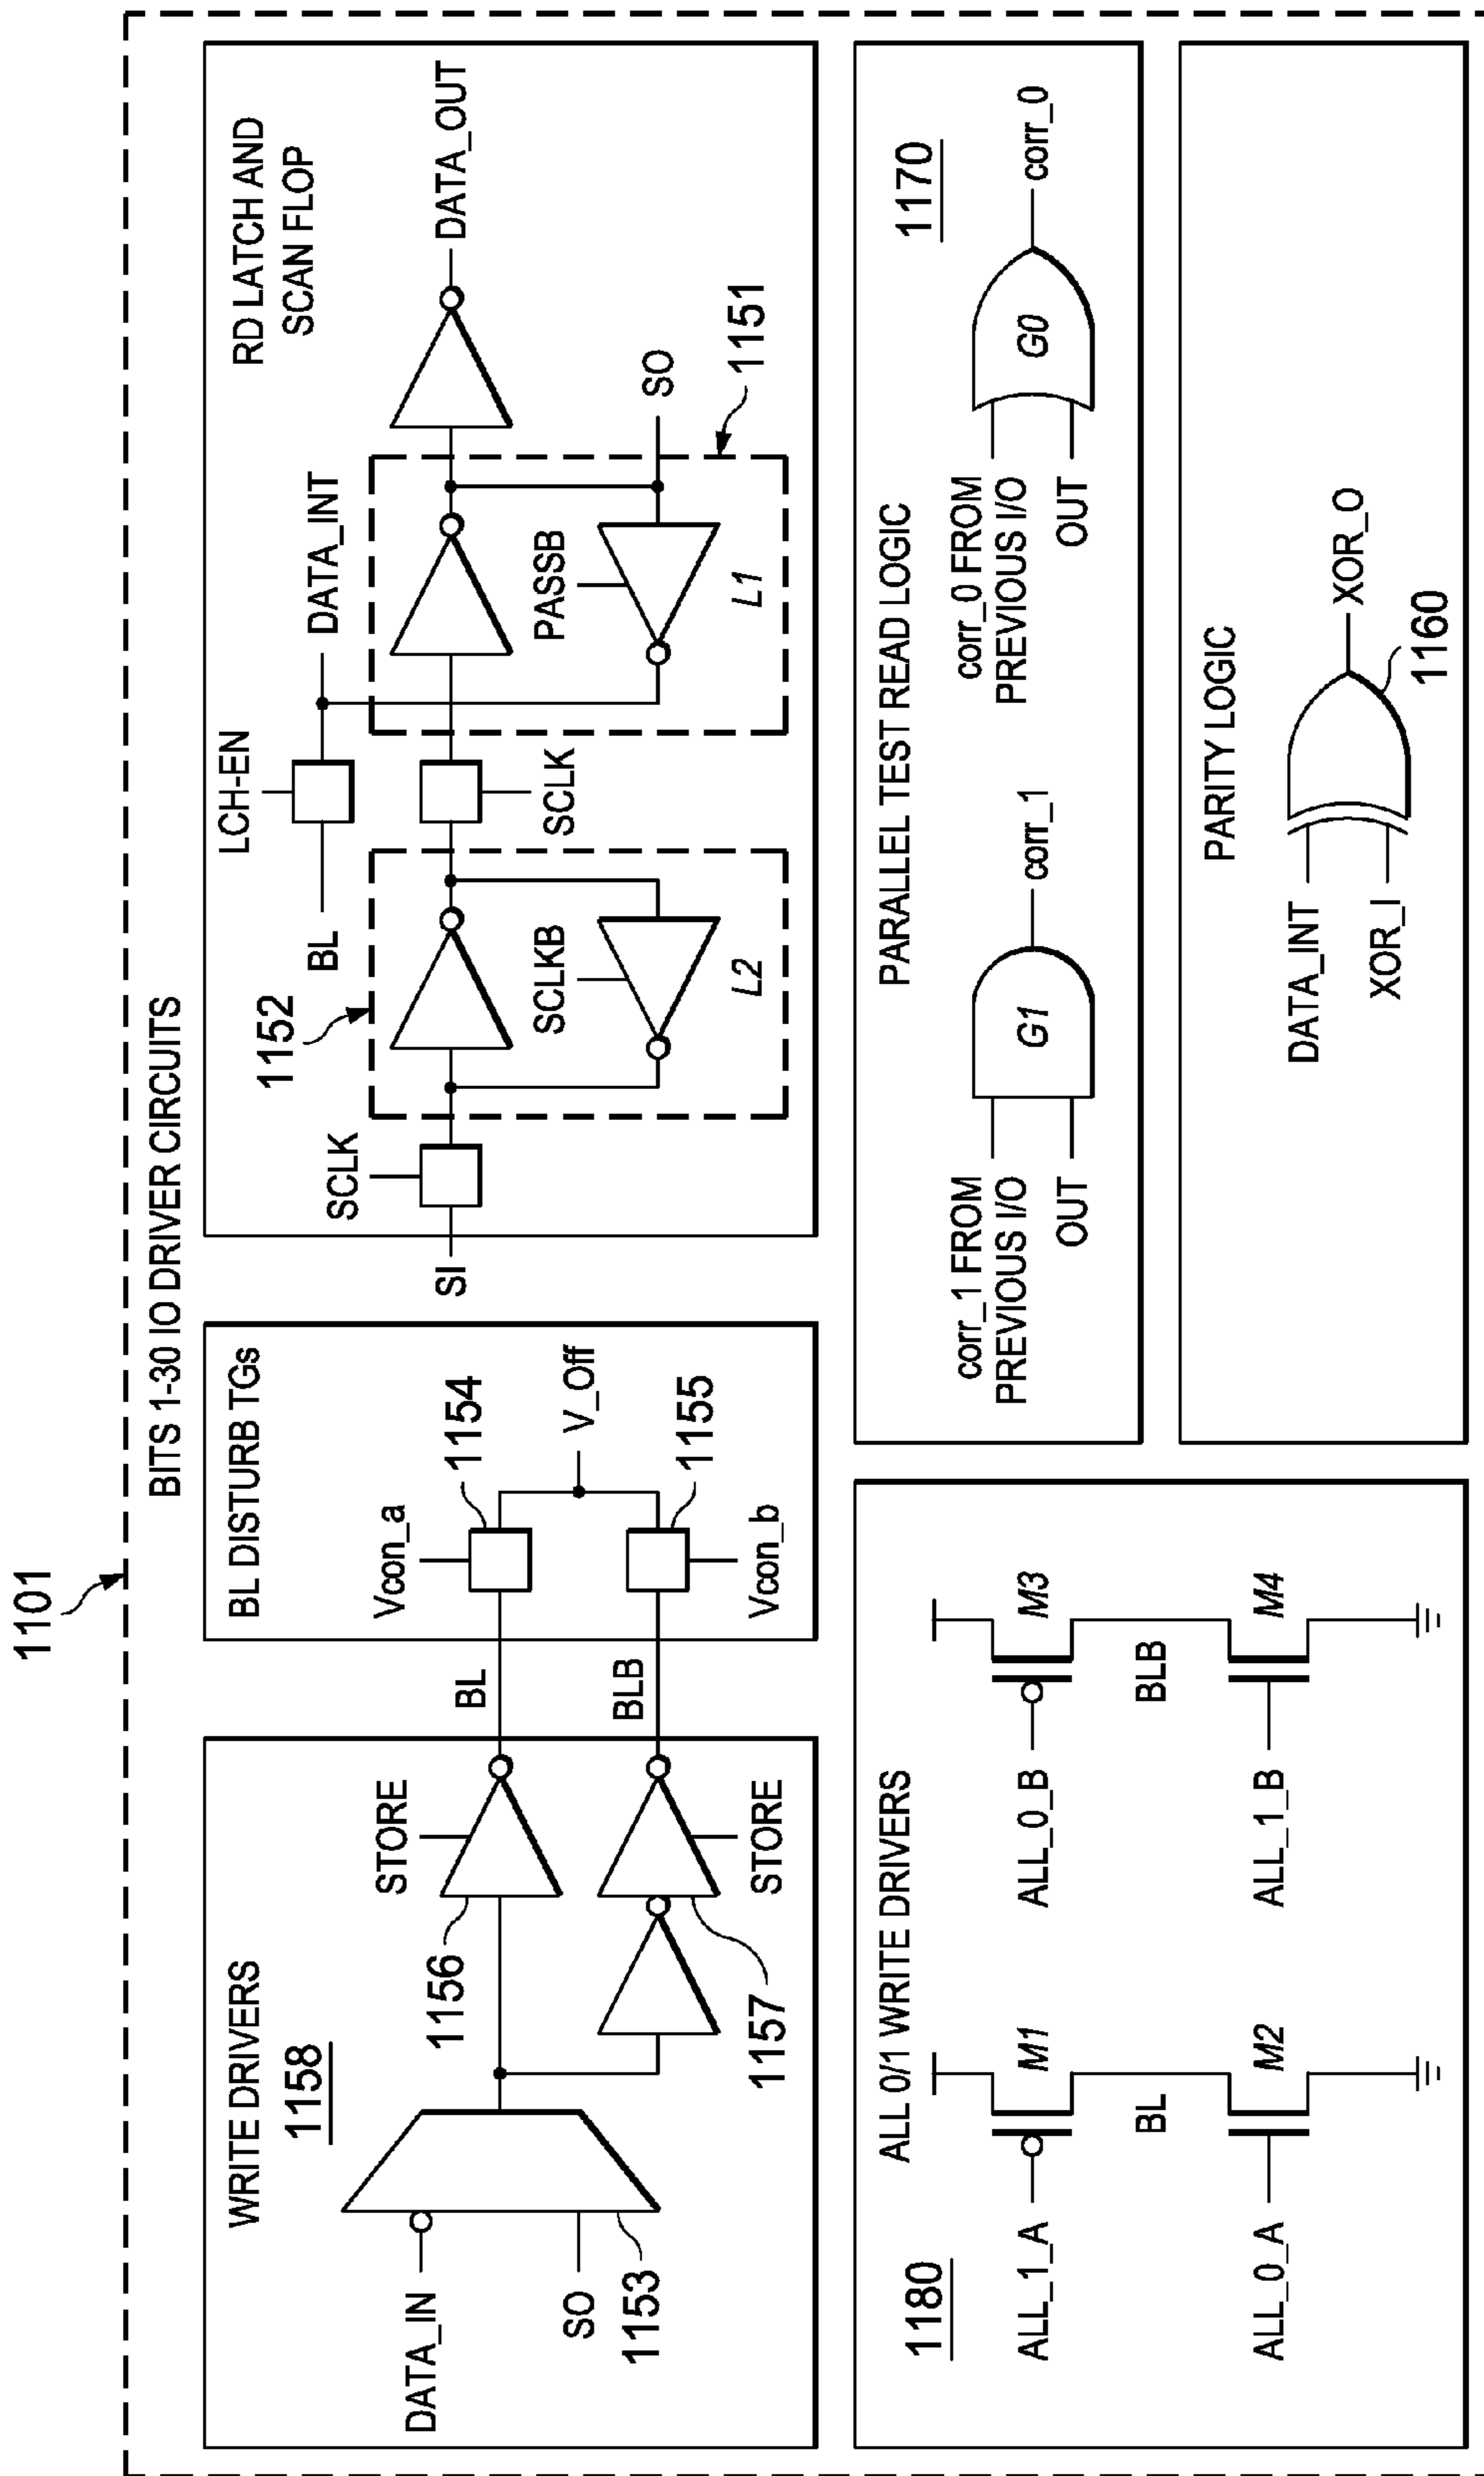 1101
BITS 1-30 IO DRIVER CIRCUITS
WRITE DRIVERS
1158
DATA_IN
SO
1153
1156
1157
STORE
STORE
BL
BLB
BL DISTURB TGs
Vcon_a
1154
V_Off
1155
Vcon_b
RD LATCH AND
SCAN FLOP
SI
SCLK
1152
SCLKB
L2
BL
LCH-EN
SCLK
DATA_INT
PASSB
L1
SO
1151
DATA_OUT
ALL 0/1 WRITE DRIVERS
1180
ALL_1_A
M1
BL
ALL_0_A
M2
ALL_0_B
M3
BLB
ALL_1_B
M4
PARALLEL TEST READ LOGIC
1170
corr_1 FROM
PREVIOUS I/O
OUT
G1
corr_1
corr_0 FROM
PREVIOUS I/O
OUT
G0
corr_0
PARITY LOGIC
DATA_INT
XOR_I
XOR_O
1160